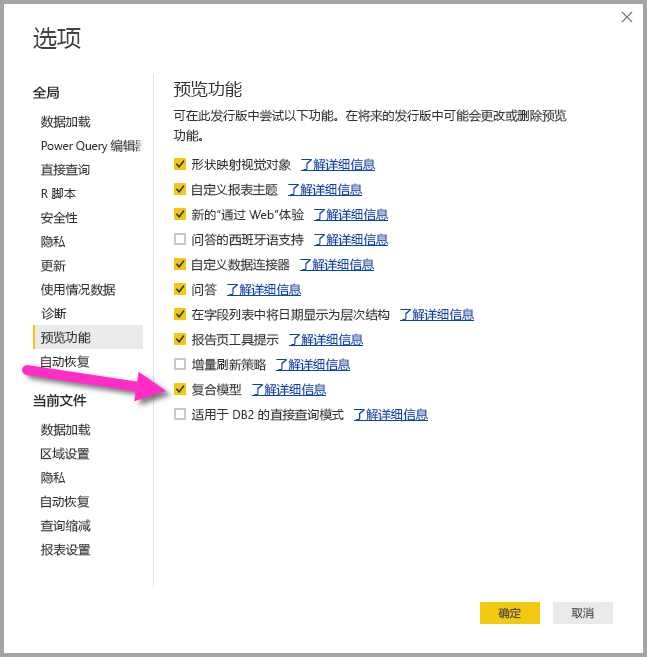 选项
全局
数据加载
Power Query 编辑器
直接查询
R 脚本
安全性
隐私
更新
使用情况数据
诊断
预览功能
自动恢复
当前文件
数据加载
区域设置
隐私
自动恢复
查询缩减
报表设置
预览功能
可在此发行版中尝试以下功能。在将来的发行版中可能会更改或删除预览
功能。
形状映射视觉对象 了解详细信息
自定义报表主题 了解详细信息
新的"通过 Web"体验 了解详细信息
问答的西班牙语支持 了解详细信息
自定义数据连接器 了解详细信息
问答 了解详细信息
在字段列表中将日期显示为层次结构 了解详细信息
报告页工具提示 了解详细信息
增量刷新策略 了解详细信息
复合模型 了解详细信息
适用于 DB2 的直接查询模式 了解详细信息
确定 取消